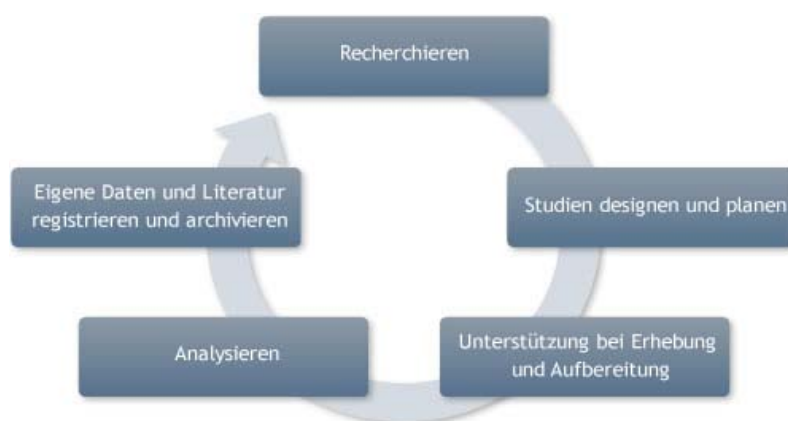 Recherchieren
Studien designen und planen
Unterstützung bei Erhebung
und Aufbereitung
Analysieren
Eigene Daten und Literatur
registrieren und archivieren